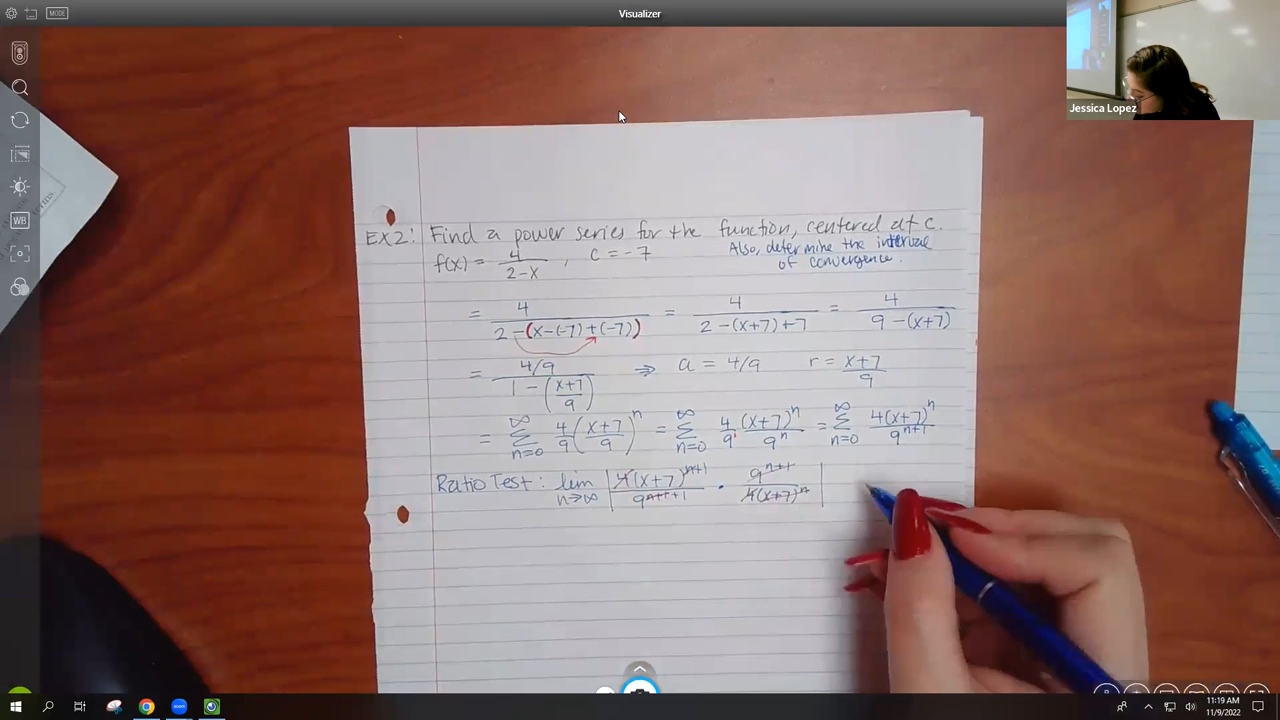 MODE
Visualizer
Jessica Lopez
WB
EX2: Find a power series for the function, centered at c.
f(x) = 4/(2-x), c = -7
Also, determine the interval
of convergence.
= 4/(2-(x-(-7)+(-7))) = 4/(2-(x+7)+7) = 4/(9-(x+7))
= (4/9)/(1-((x+7)/9)) ⇒ a = 4/9 r = (x+7)/9
= ∑_{n=0}^{∞} 4/9 ((x+7)/9)^n = ∑_{n=0}^{∞} 4/9 (x+7)^n/9^n = ∑_{n=0}^{∞} 4(x+7)^n/9^{n+1}
Ratio Test: lim_{n→∞} | 4(x+7)^{n+1}/9^{n+1+1} · 9^{n+1}/4(x+7)^n |
11:19 AM
11/9/2022